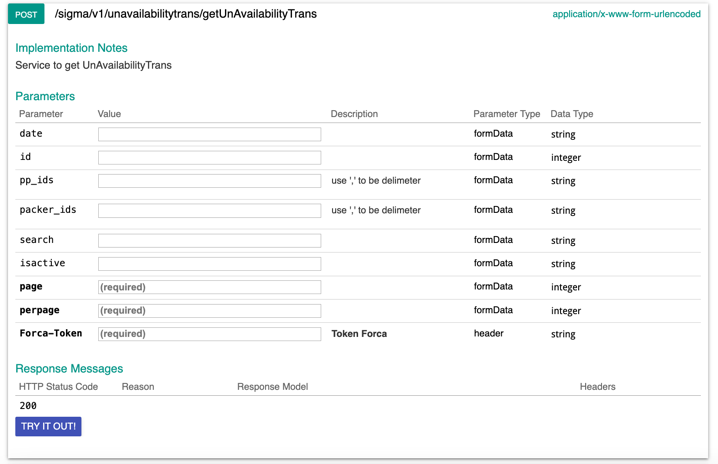 POST /sigma/v1/unavailabilitytrans/getUnAvailabilityTrans application/x-www-form-urlencoded
Implementation Notes
Service to get UnAvailabilityTrans
Parameters
Parameter Value Description Parameter Type Data Type
date formData string
id formData integer
pp_ids use ',' to be delimeter formData string
packer_ids use ',' to be delimeter formData string
search formData string
isactive formData string
page (required) formData integer
perpage (required) formData integer
Forca-Token (required) Token Forca header string
Response Messages
HTTP Status Code Reason Response Model Headers
200
TRY IT OUT!